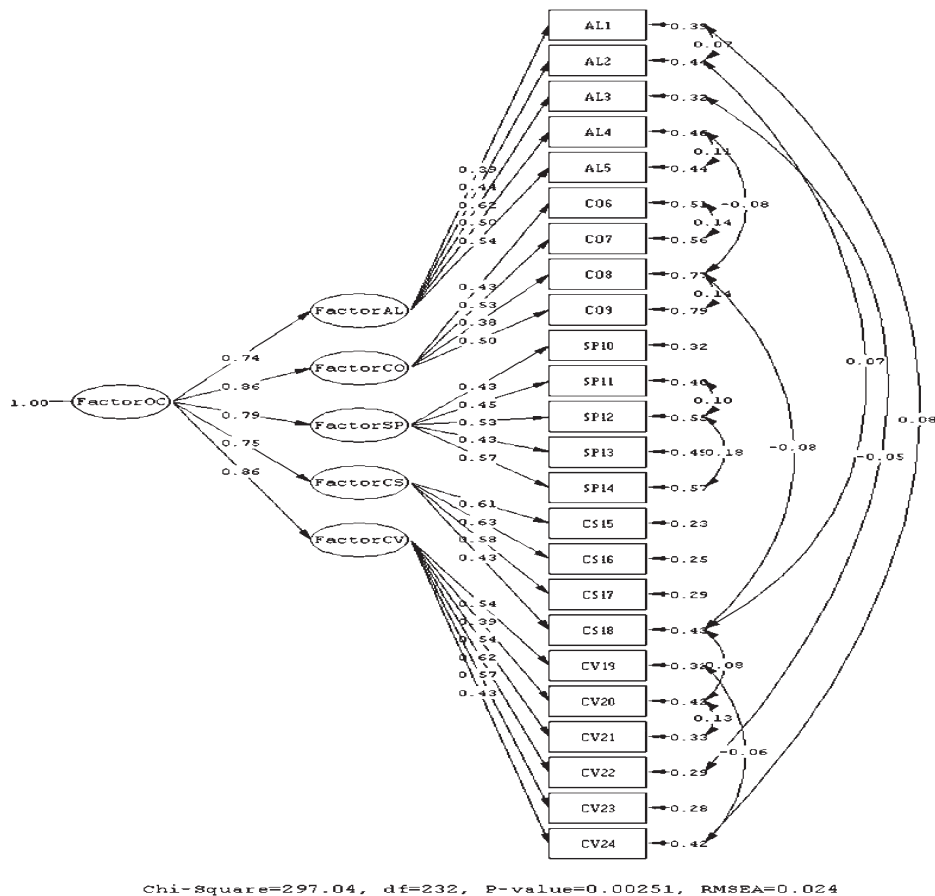 AL1 0.39
0.07
AL2 0.44
AL3 0.32
AL4 0.46
0.11
AL5 0.44
0.39
0.44
0.62
0.50
0.54
CO6 0.51 -0.08
0.14
CO7 0.56
CO8 0.77
0.14
CO9 0.79
0.43
0.53
0.38
0.50
FactorAL
SP10 0.32
0.74
FactorCO
0.86
SP11 0.40
0.10
1.00 FactorOC
SP12 0.55
0.79
FactorSP
0.43
0.45
0.53
0.43
0.57
SP13 0.49 0.18
0.75
SP14 0.57
0.86
FactorCS
0.61
0.63
0.58
0.43
CS15 0.23
FactorCV
CS16 0.25
CS17 0.29
0.07
0.08
-0.08
-0.05
CS18 0.43
0.54
0.39
0.54
0.62
0.57
0.43
CV19 0.08
CV20 0.42
0.13
CV21 0.33
-0.06
CV22 0.29
CV23 0.28
CV24 0.42
Chi-Square=297.04, df=232, P-value=0.00251, RMSEA=0.024